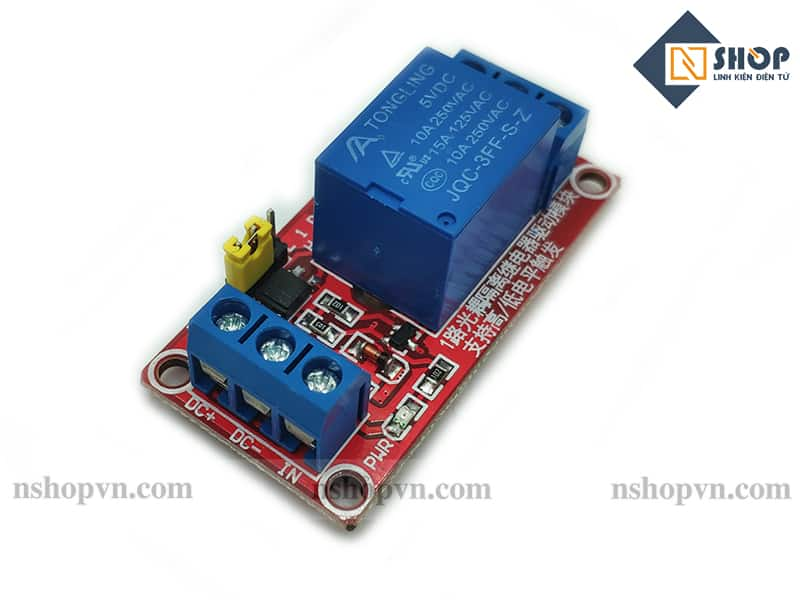 N SHOP
LINH KIỆN ĐIỆN TỬ
TONGLING
5VDC
10A 250VAC
15A 125VAC
10A 250VAC
JQC-3FF-S-Z
CQC
1路光耦隔离继电器驱动模块
支持高/低电平触发
DC+
DC-
IN
PWR
103
nshopvn.com
nshopvn.com
nshopvn.com